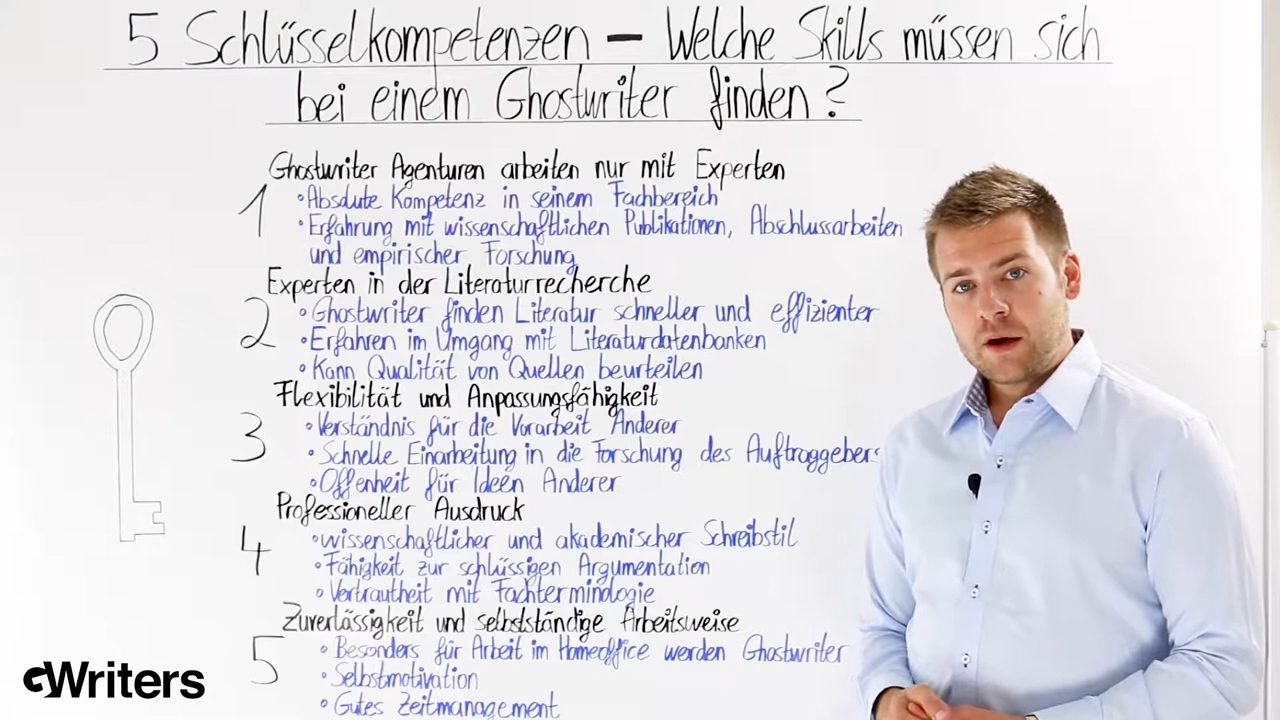 5 Schlüsselkompetenzen – Welche Skills müssen sich
bei einem Ghostwriter finden?
Ghostwriter Agenturen arbeiten nur mit Experten
1
• Absolute Kompetenz in seinem Fachbereich
• Erfahrung mit wissenschaftlichen Publikationen, Abschlussarbeiten
und empirischer Forschung
Experten in der Literaturrecherche
2
• Ghostwriter finden Literatur schneller und effizienter
• Erfahren im Umgang mit Literaturdatenbanken
• Kann Qualität von Quellen beurteilen
Flexibilität und Anpassungsfähigkeit
3
• Verständnis für die Vorarbeit Anderer
• Schnelle Einarbeitung in die Forschung des Auftraggebers
• Offenheit für Ideen Anderer
Professioneller Ausdruck
4
• wissenschaftlicher und akademischer Schreibstil
• Fähigkeit zur schlüssigen Argumentation
• Vertrautheit mit Fachterminologie
Zuverlässigkeit und selbstständige Arbeitsweise
5
• Besonders für Arbeit im Homeoffice werden Ghostwriter
• Selbstmotivation
• Gutes Zeitmanagement
GWriters